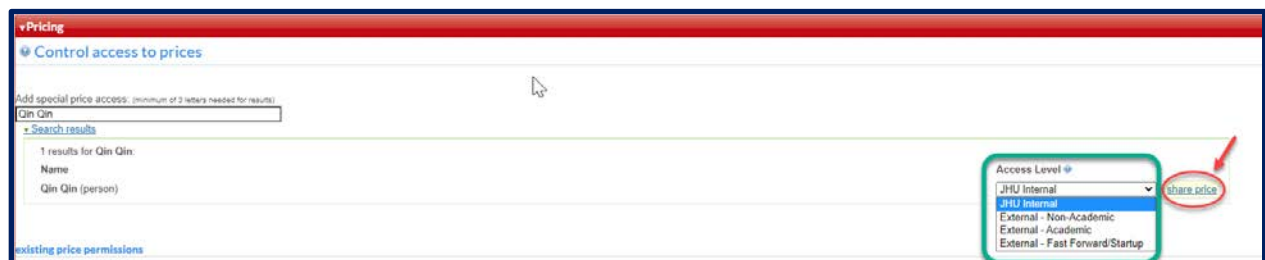 ▾Pricing
Control access to prices
Add special price access: (minimum of 3 letters needed for results)
Qin Qin
▾ Search results
1 results for Qin Qin:
Name
Access Level
Qin Qin (person)
JHU Internal
share price
JHU Internal
External - Non-Academic
External - Academic
External - Fast Forward/Startup
existing price permissions